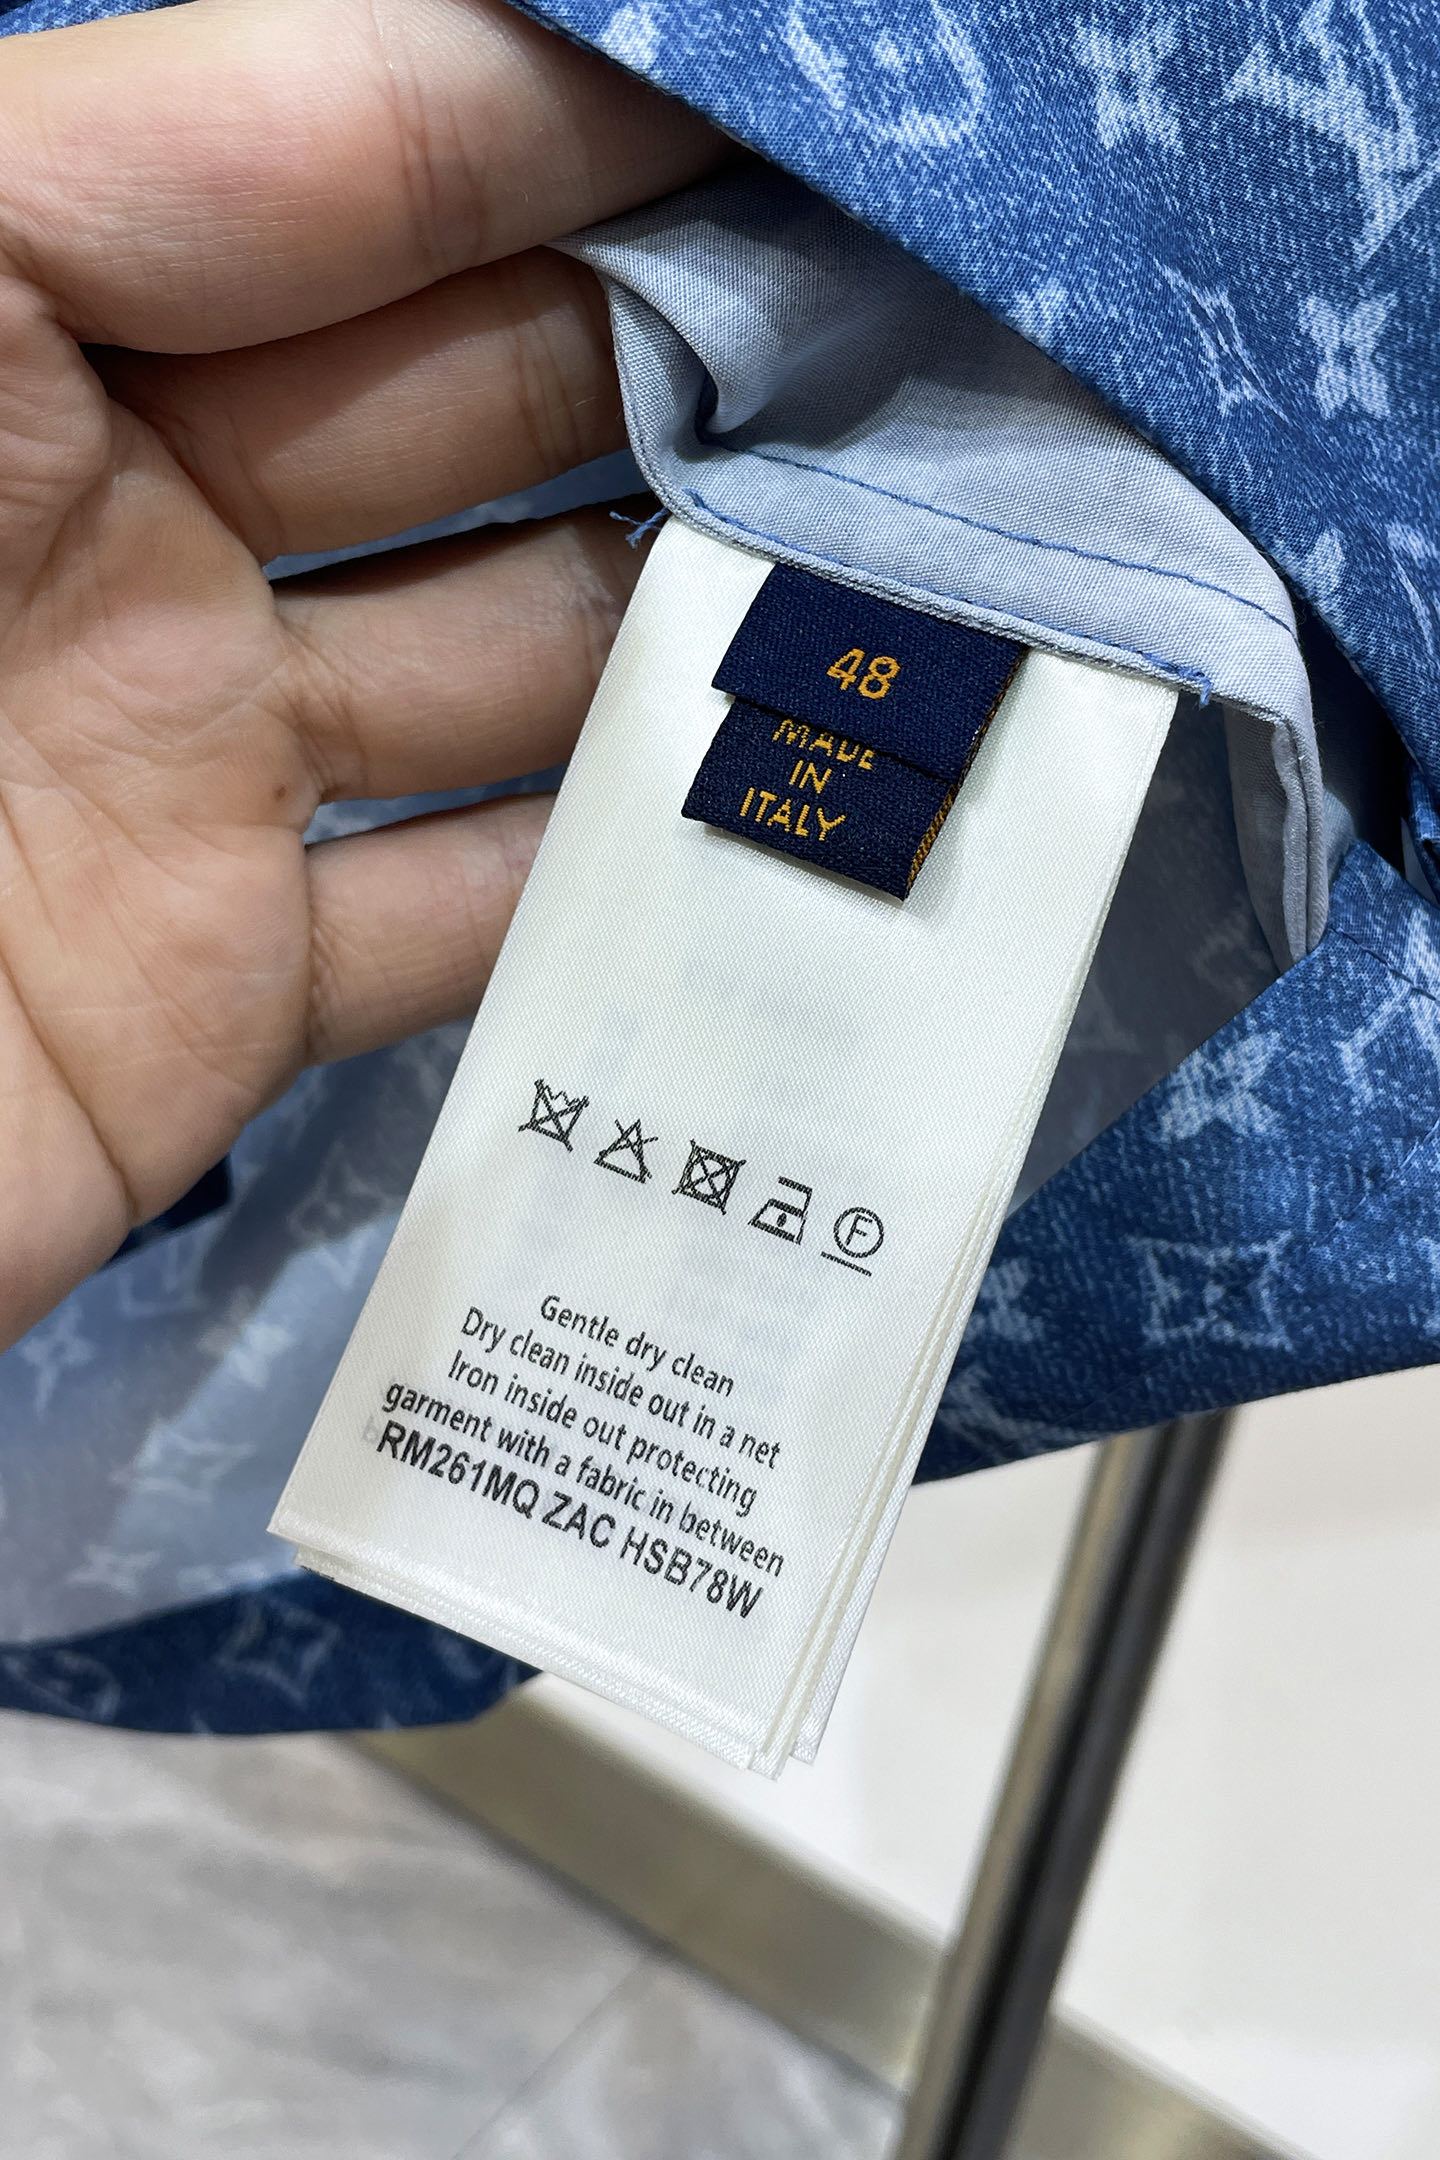 48
MADE
IN
ITALY
F
Gentle dry clean
Dry clean inside out in a net
Iron inside out protecting
garment with a fabric in between
RM261MQ ZAC HSB78W